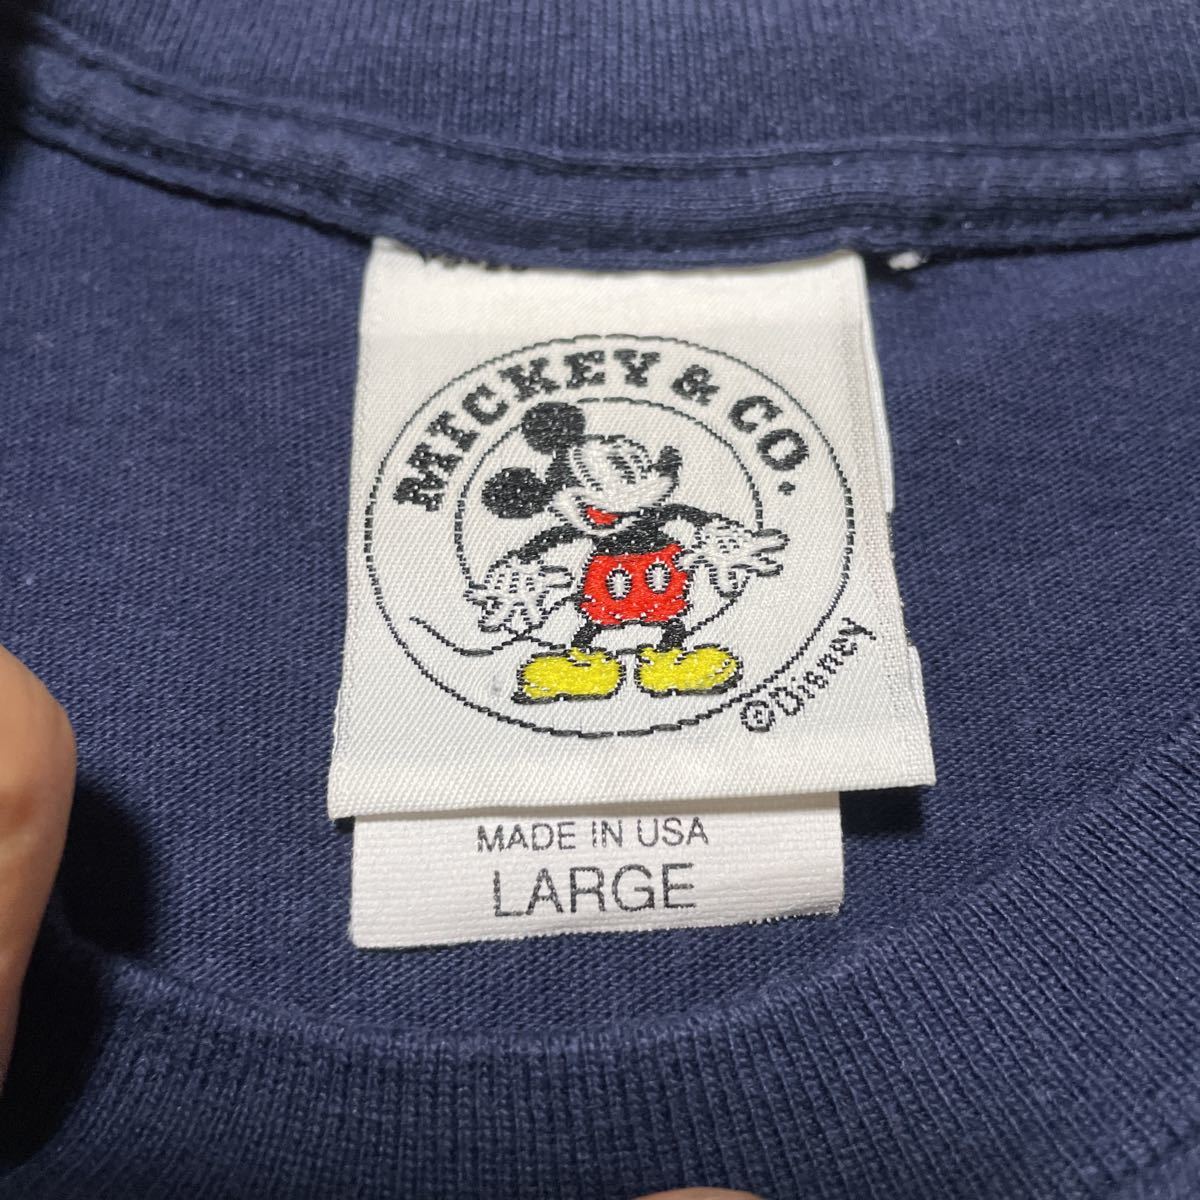 MICKEY & CO.
©Disney
MADE IN USA
LARGE